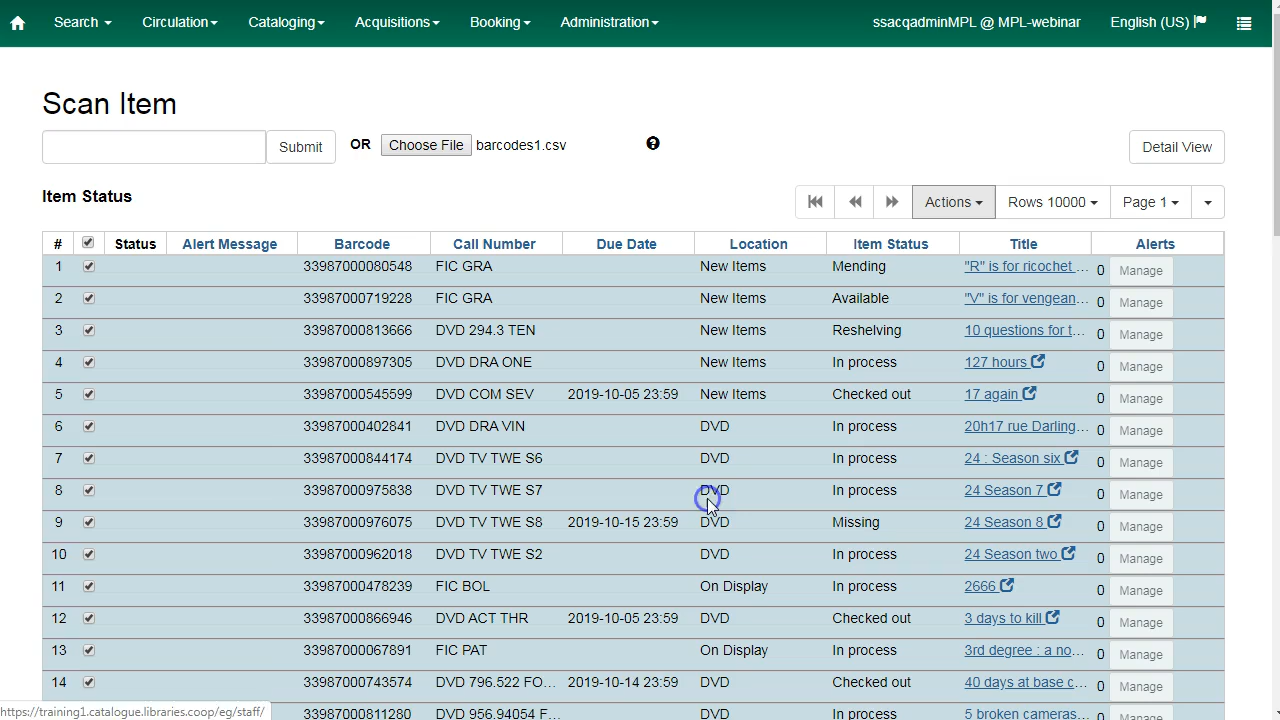 Search Circulation Cataloging Acquisitions Booking Administration ssacqadminMPL @ MPL-webinar English (US)
Scan Item
Submit OR Choose File barcodes1.csv Detail View
Item Status Actions Rows 10000 Page 1
# Status Alert Message Barcode Call Number Due Date Location Item Status Title Alerts
1 33987000080548 FIC GRA New Items Mending "R" is for ricochet ... 0 Manage
2 33987000719228 FIC GRA New Items Available "V" is for vengean... 0 Manage
3 33987000813666 DVD 294.3 TEN New Items Reshelving 10 questions for t... 0 Manage
4 33987000897305 DVD DRA ONE New Items In process 127 hours 0 Manage
5 33987000545599 DVD COM SEV 2019-10-05 23:59 New Items Checked out 17 again 0 Manage
6 33987000402841 DVD DRA VIN DVD In process 20h17 rue Darling... 0 Manage
7 33987000844174 DVD TV TWE S6 DVD In process 24 : Season six 0 Manage
8 33987000975838 DVD TV TWE S7 DVD In process 24 Season 7 0 Manage
9 33987000976075 DVD TV TWE S8 2019-10-15 23:59 DVD Missing 24 Season 8 0 Manage
10 33987000962018 DVD TV TWE S2 DVD In process 24 Season two 0 Manage
11 33987000478239 FIC BOL On Display In process 2666 0 Manage
12 33987000866946 DVD ACT THR 2019-10-05 23:59 DVD Checked out 3 days to kill 0 Manage
13 33987000067891 FIC PAT On Display In process 3rd degree : a no... 0 Manage
14 33987000743574 DVD 796.522 FO... 2019-10-14 23:59 DVD Checked out 40 days at base c... 0 Manage
33987000811280 DVD 956.94054 F... DVD In process 5 broken cameras... 0 Manage
https://training1.catalogue.libraries.coop/eg/staff/